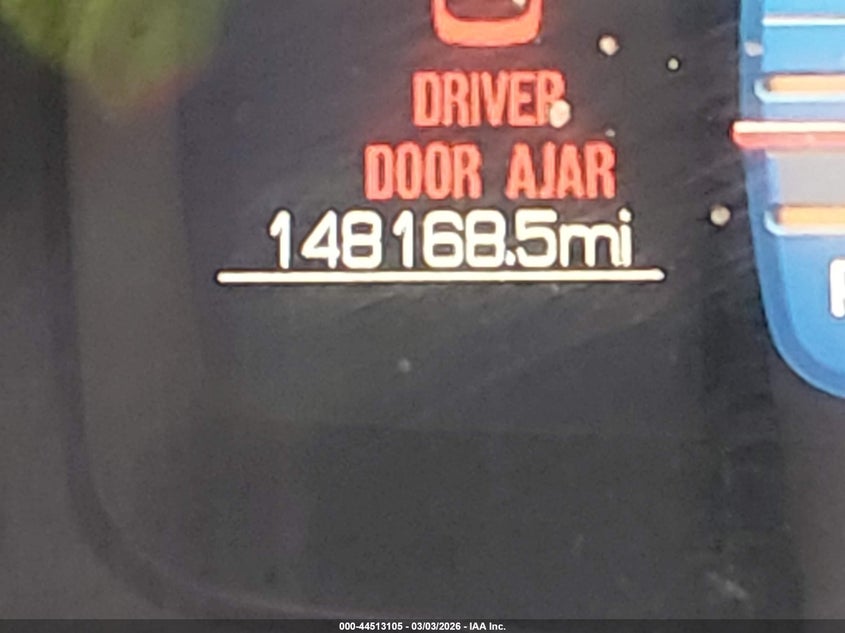 DRIVER
DOOR AJAR
148168.5mi
000-44513105 - 03/03/2026 - IAA Inc.